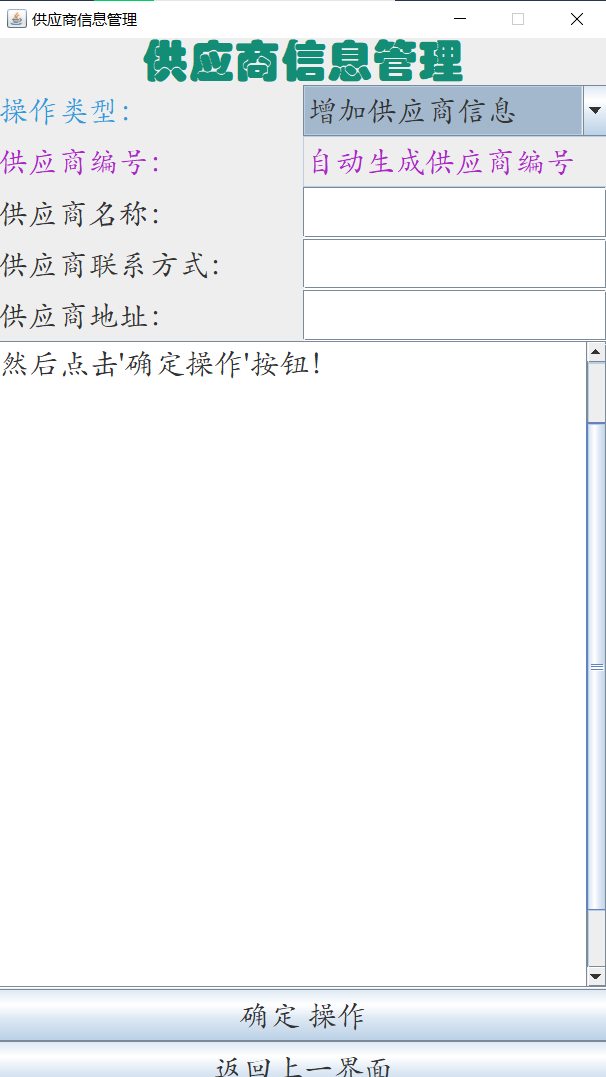 供应商信息管理
供应商信息管理
操作类型:
增加供应商信息
供应商编号:
自动生成供应商编号
供应商名称:
供应商联系方式:
供应商地址:
然后点击'确定操作'按钮!
确定 操作
返回上一界面